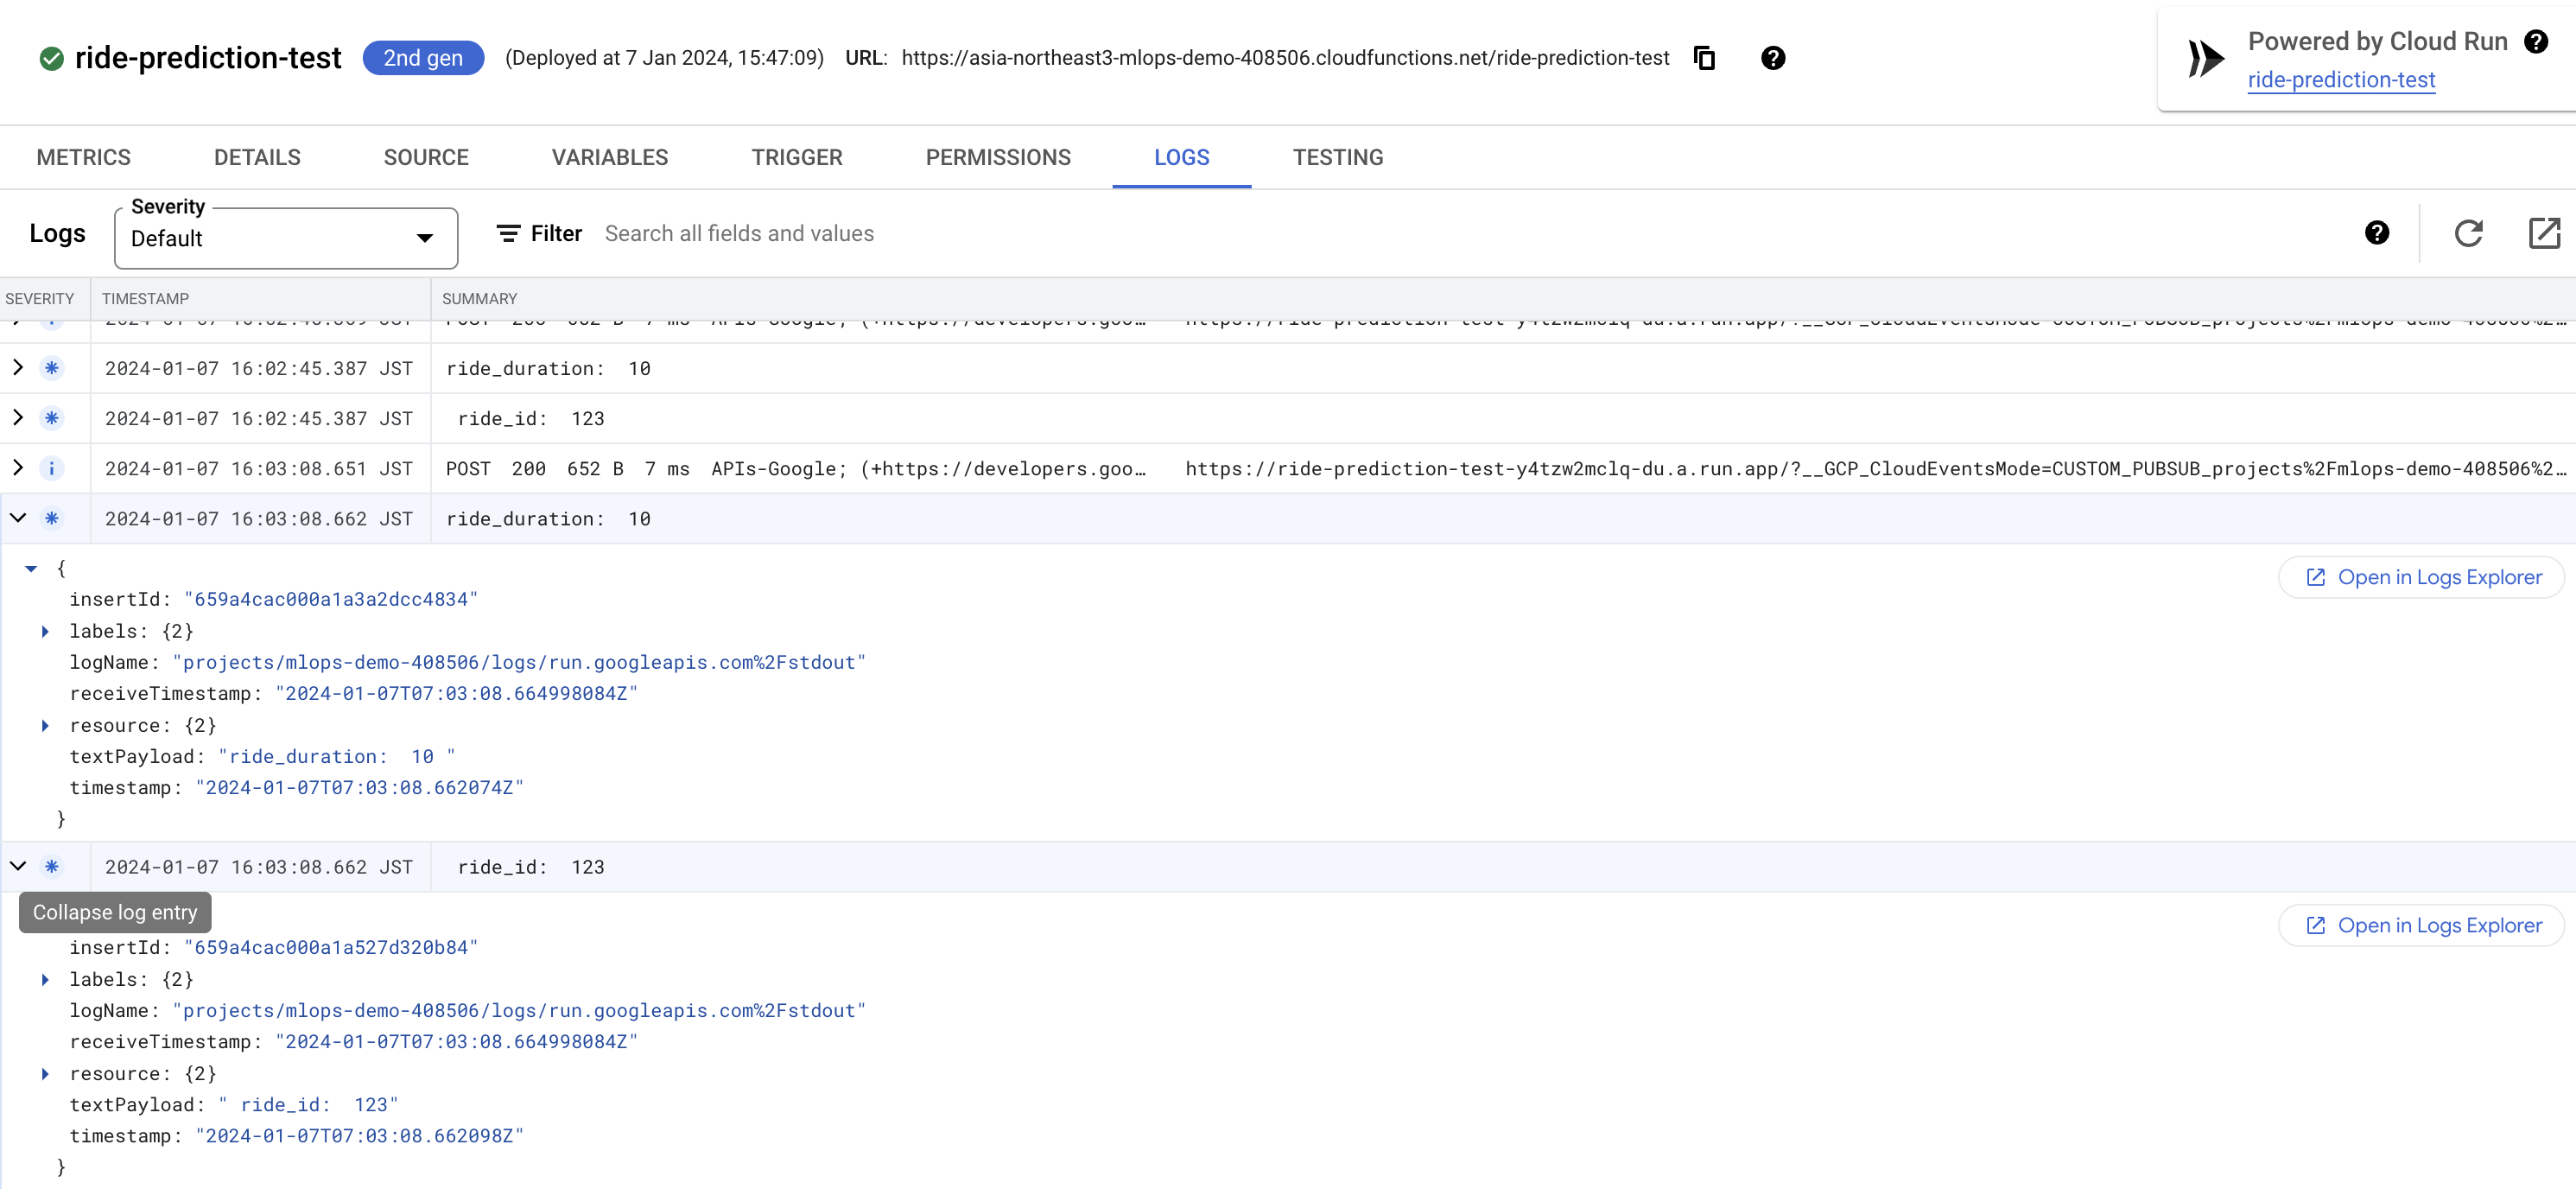 ride-prediction-test 2nd gen (Deployed at 7 Jan 2024, 15:47:09) URL: https://asia-northeast3-mlops-demo-408506.cloudfunctions.net/ride-prediction-test
Powered by Cloud Run
ride-prediction-test
METRICS DETAILS SOURCE VARIABLES TRIGGER PERMISSIONS LOGS TESTING
Logs Severity Default Filter Search all fields and values
SEVERITY TIMESTAMP SUMMARY
2024-01-07 16:02:45.387 JST ride_duration: 10
2024-01-07 16:02:45.387 JST ride_id: 123
2024-01-07 16:03:08.651 JST POST 200 652 B 7 ms APIs-Google; (+https://developers.goo… https://ride-prediction-test-y4tzw2mclq-du.a.run.app/?__GCP_CloudEventsMode=CUSTOM_PUBSUB_projects%2Fmlops-demo-408506%2…
2024-01-07 16:03:08.662 JST ride_duration: 10
{
Open in Logs Explorer
insertId: "659a4cac000a1a3a2dcc4834"
labels: {2}
logName: "projects/mlops-demo-408506/logs/run.googleapis.com%2Fstdout"
receiveTimestamp: "2024-01-07T07:03:08.664998084Z"
resource: {2}
textPayload: "ride_duration:  10 "
timestamp: "2024-01-07T07:03:08.662074Z"
}
2024-01-07 16:03:08.662 JST ride_id: 123
Collapse log entry
Open in Logs Explorer
insertId: "659a4cac000a1a527d320b84"
labels: {2}
logName: "projects/mlops-demo-408506/logs/run.googleapis.com%2Fstdout"
receiveTimestamp: "2024-01-07T07:03:08.664998084Z"
resource: {2}
textPayload: " ride_id:  123"
timestamp: "2024-01-07T07:03:08.662098Z"
}